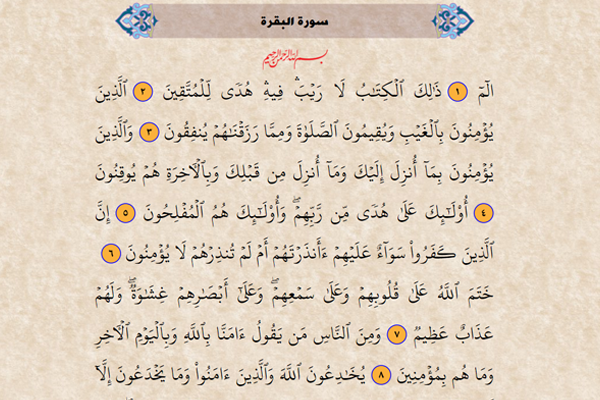 سورة البقرة
بسم الله الرحمن الرحيم
الٓمٓ ١ ذَٰلِكَ ٱلْكِتَـٰبُ لَا رَيْبَ ۛ فِيهِ ۛ هُدًى لِّلْمُتَّقِينَ ٢ ٱلَّذِينَ
يُؤْمِنُونَ بِٱلْغَيْبِ وَيُقِيمُونَ ٱلصَّلَوٰةَ وَمِمَّا رَزَقْنَـٰهُمْ يُنفِقُونَ ٣ وَٱلَّذِينَ
يُؤْمِنُونَ بِمَآ أُنزِلَ إِلَيْكَ وَمَآ أُنزِلَ مِن قَبْلِكَ وَبِٱلْـَٔاخِرَةِ هُمْ يُوقِنُونَ
٤ أُو۟لَـٰٓئِكَ عَلَىٰ هُدًى مِّن رَّبِّهِمْ ۖ وَأُو۟لَـٰٓئِكَ هُمُ ٱلْمُفْلِحُونَ ٥ إِنَّ
ٱلَّذِينَ كَفَرُوا۟ سَوَآءٌ عَلَيْهِمْ ءَأَنذَرْتَهُمْ أَمْ لَمْ تُنذِرْهُمْ لَا يُؤْمِنُونَ ٦
خَتَمَ ٱللَّهُ عَلَىٰ قُلُوبِهِمْ وَعَلَىٰ سَمْعِهِمْ ۖ وَعَلَىٰٓ أَبْصَـٰرِهِمْ غِشَـٰوَةٌ ۖ وَلَهُمْ
عَذَابٌ عَظِيمٌ ٧ وَمِنَ ٱلنَّاسِ مَن يَقُولُ ءَامَنَّا بِٱللَّهِ وَبِٱلْيَوْمِ ٱلْـَٔاخِرِ
وَمَا هُم بِمُؤْمِنِينَ ٨ يُخَـٰدِعُونَ ٱللَّهَ وَٱلَّذِينَ ءَامَنُوا۟ وَمَا يَخْدَعُونَ إِلَّآ